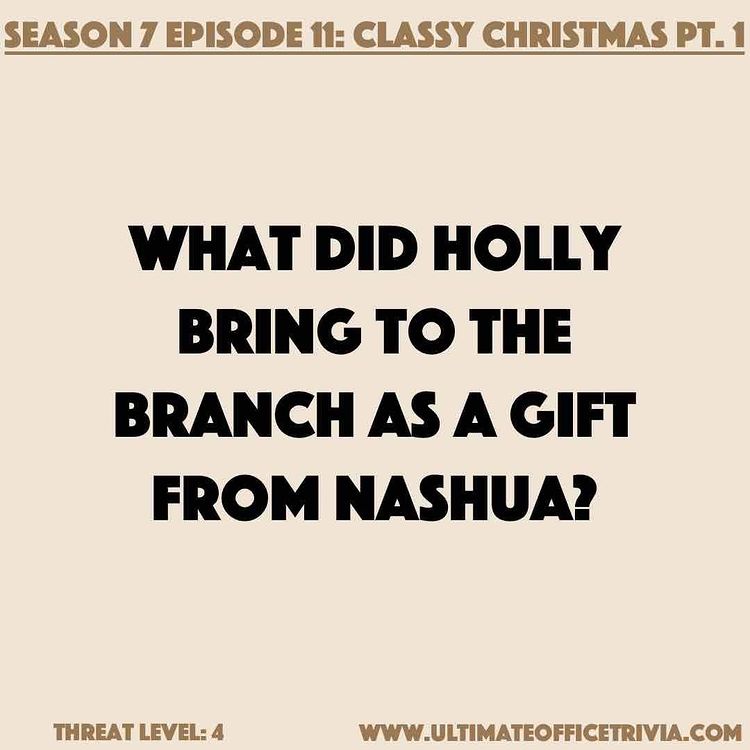 SEASON 7 EPISODE 11: CLASSY CHRISTMAS PT. 1
WHAT DID HOLLY
BRING TO THE
BRANCH AS A GIFT
FROM NASHUA?
THREAT LEVEL: 4
WWW.ULTIMATEOFFICETRIVIA.COM